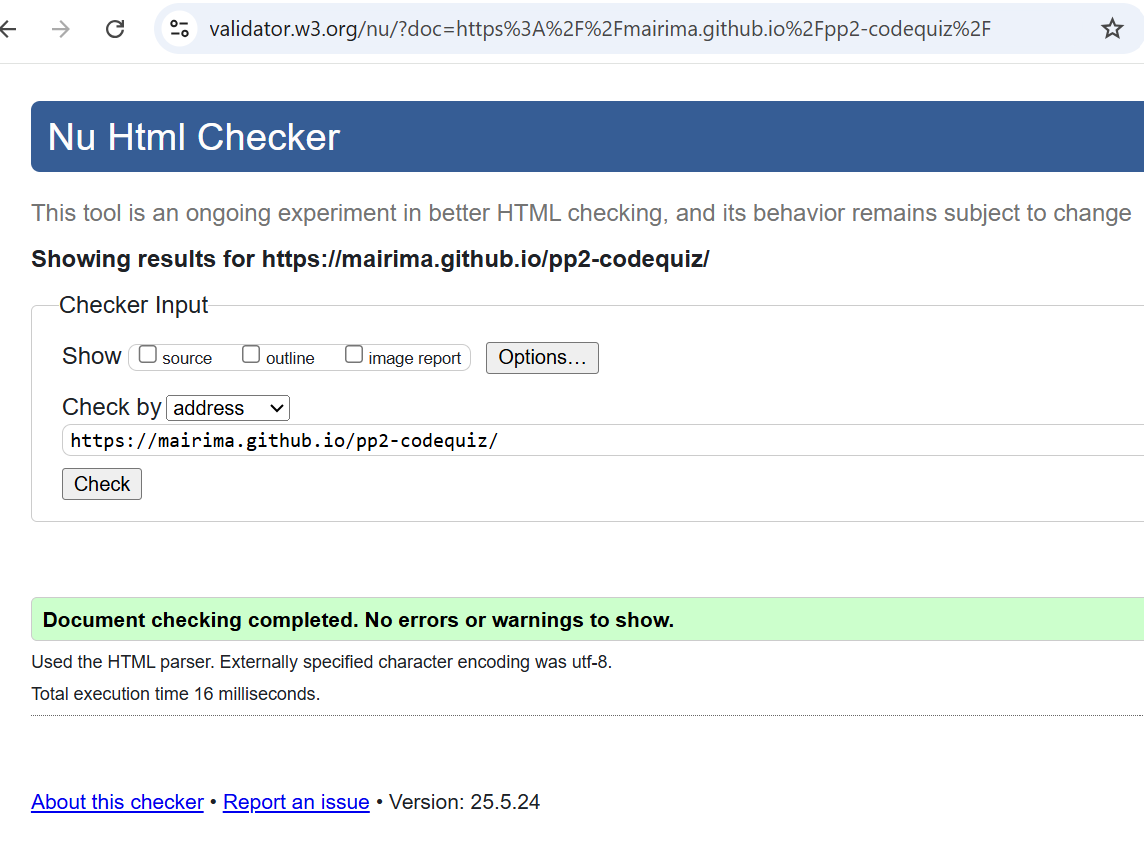 validator.w3.org/nu/?doc=https%3A%2F%2Fmairima.github.io%2Fpp2-codequiz%2F
Nu Html Checker
This tool is an ongoing experiment in better HTML checking, and its behavior remains subject to change
Showing results for https://mairima.github.io/pp2-codequiz/
Checker Input
Show source outline image report Options…
Check by address
https://mairima.github.io/pp2-codequiz/
Check
Document checking completed. No errors or warnings to show.
Used the HTML parser. Externally specified character encoding was utf-8.
Total execution time 16 milliseconds.
About this checker • Report an issue • Version: 25.5.24